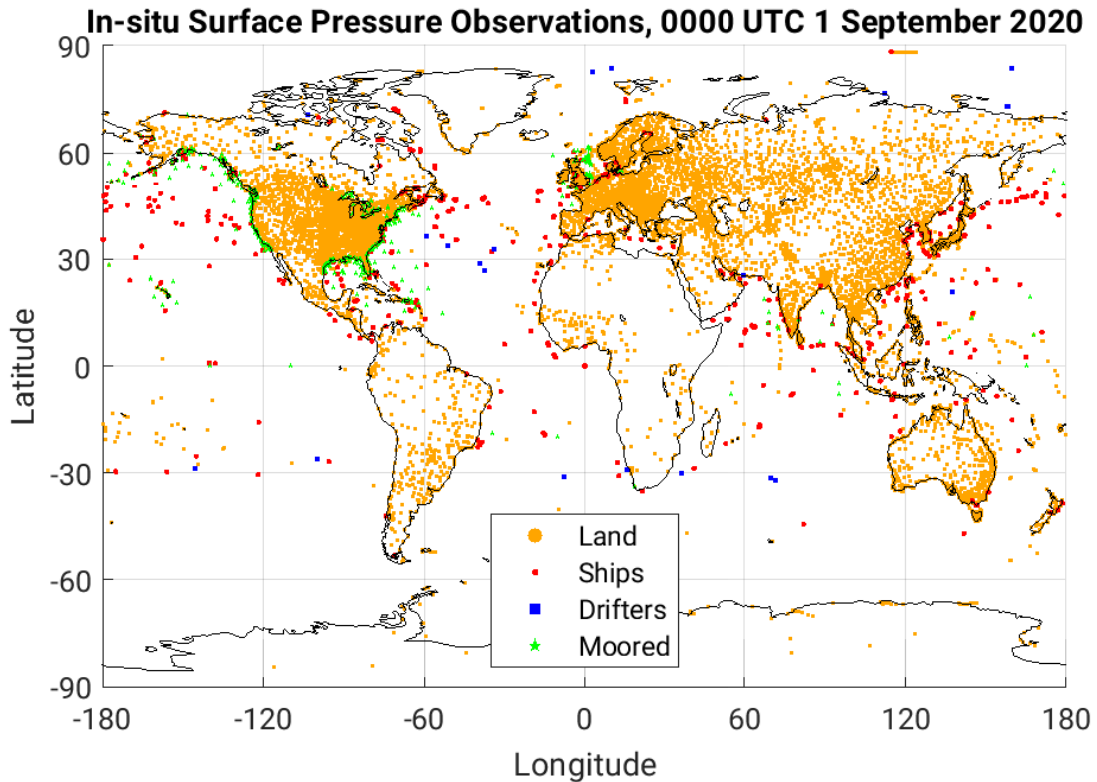 In-situ Surface Pressure Observations, 0000 UTC 1 September 2020
90
60
30
0
-30
-60
-90
Latitude
Land
Ships
Drifters
Moored
-180 -120 -60 0 60 120 180
Longitude